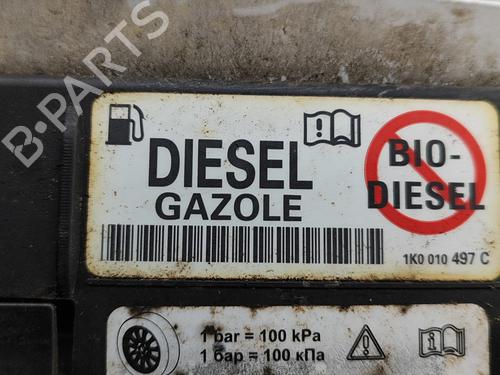 B-PARTS
DIESEL
GAZOLE
BIO-
DIESEL
1K0 010 497 C
1 bar = 100 kPa
1 бар = 100 кПа